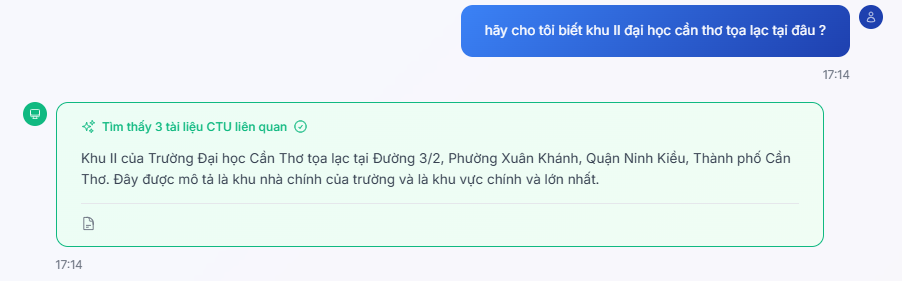 hãy cho tôi biết khu II đại học cần thơ tọa lạc tại đâu ?
17:14
Tìm thấy 3 tài liệu CTU liên quan
Khu II của Trường Đại học Cần Thơ tọa lạc tại Đường 3/2, Phường Xuân Khánh, Quận Ninh Kiều, Thành phố Cần
Thơ. Đây được mô tả là khu nhà chính của trường và là khu vực chính và lớn nhất.
17:14